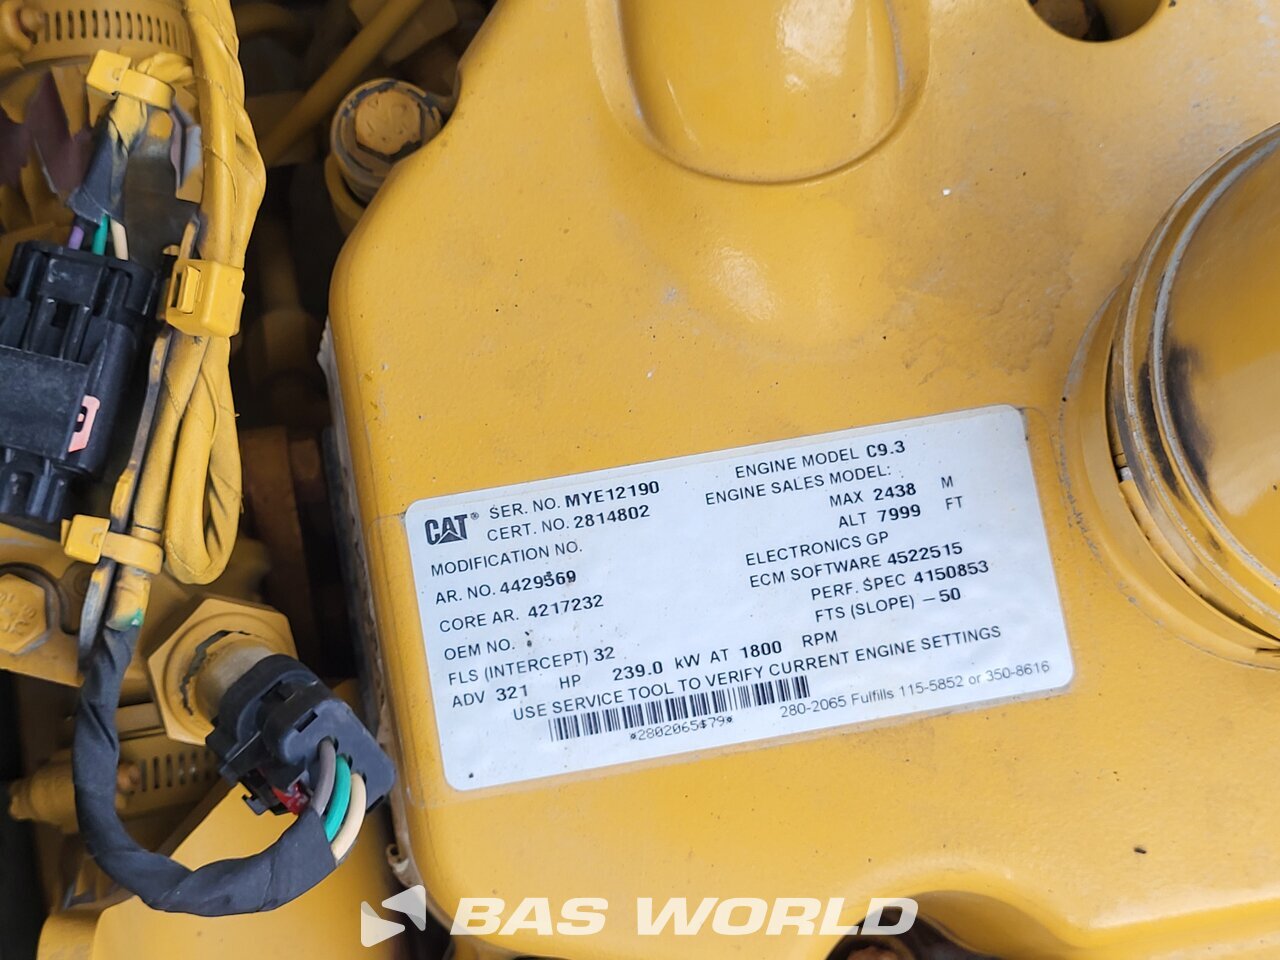 CAT® SER. NO. MYE12190 ENGINE MODEL C9.3
CERT. NO. 2814802 ENGINE SALES MODEL:
MODIFICATION NO. MAX 2438 M
ALT 7999 FT
AR. NO. 4429569 ELECTRONICS GP
CORE AR. 4217232 ECM SOFTWARE 4522515
OEM NO. PERF. SPEC 4150853
FLS (INTERCEPT) 32 FTS (SLOPE) -50
ADV 321 HP 239.0 kW AT 1800 RPM
USE SERVICE TOOL TO VERIFY CURRENT ENGINE SETTINGS
*2802065$79* 280-2065 Fulfills 115-5852 or 350-8616
BAS WORLD